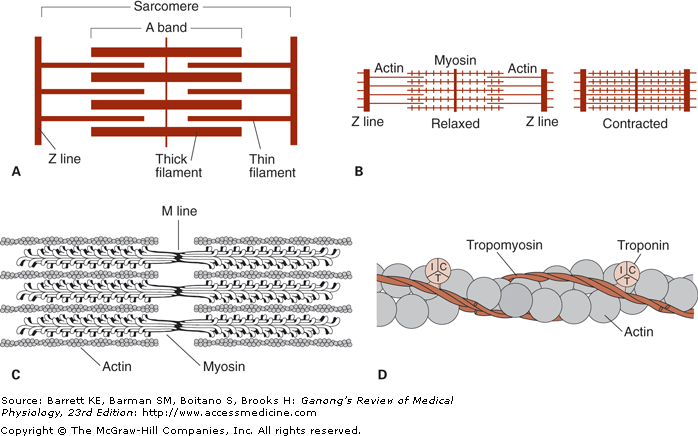 Sarcomere
A band
Z line
Thick
filament
Thin
filament
A
Actin
Myosin
Actin
Z line
Relaxed
Z line
Contracted
B
M line
Actin
Myosin
C
Tropomyosin
Troponin
I C
T
I C
T
Actin
D
Source: Barrett KE, Barman SM, Boitano S, Brooks H: Ganong's Review of Medical
Physiology, 23rd Edition: http://www.accessmedicine.com
Copyright © The McGraw-Hill Companies, Inc. All rights reserved.